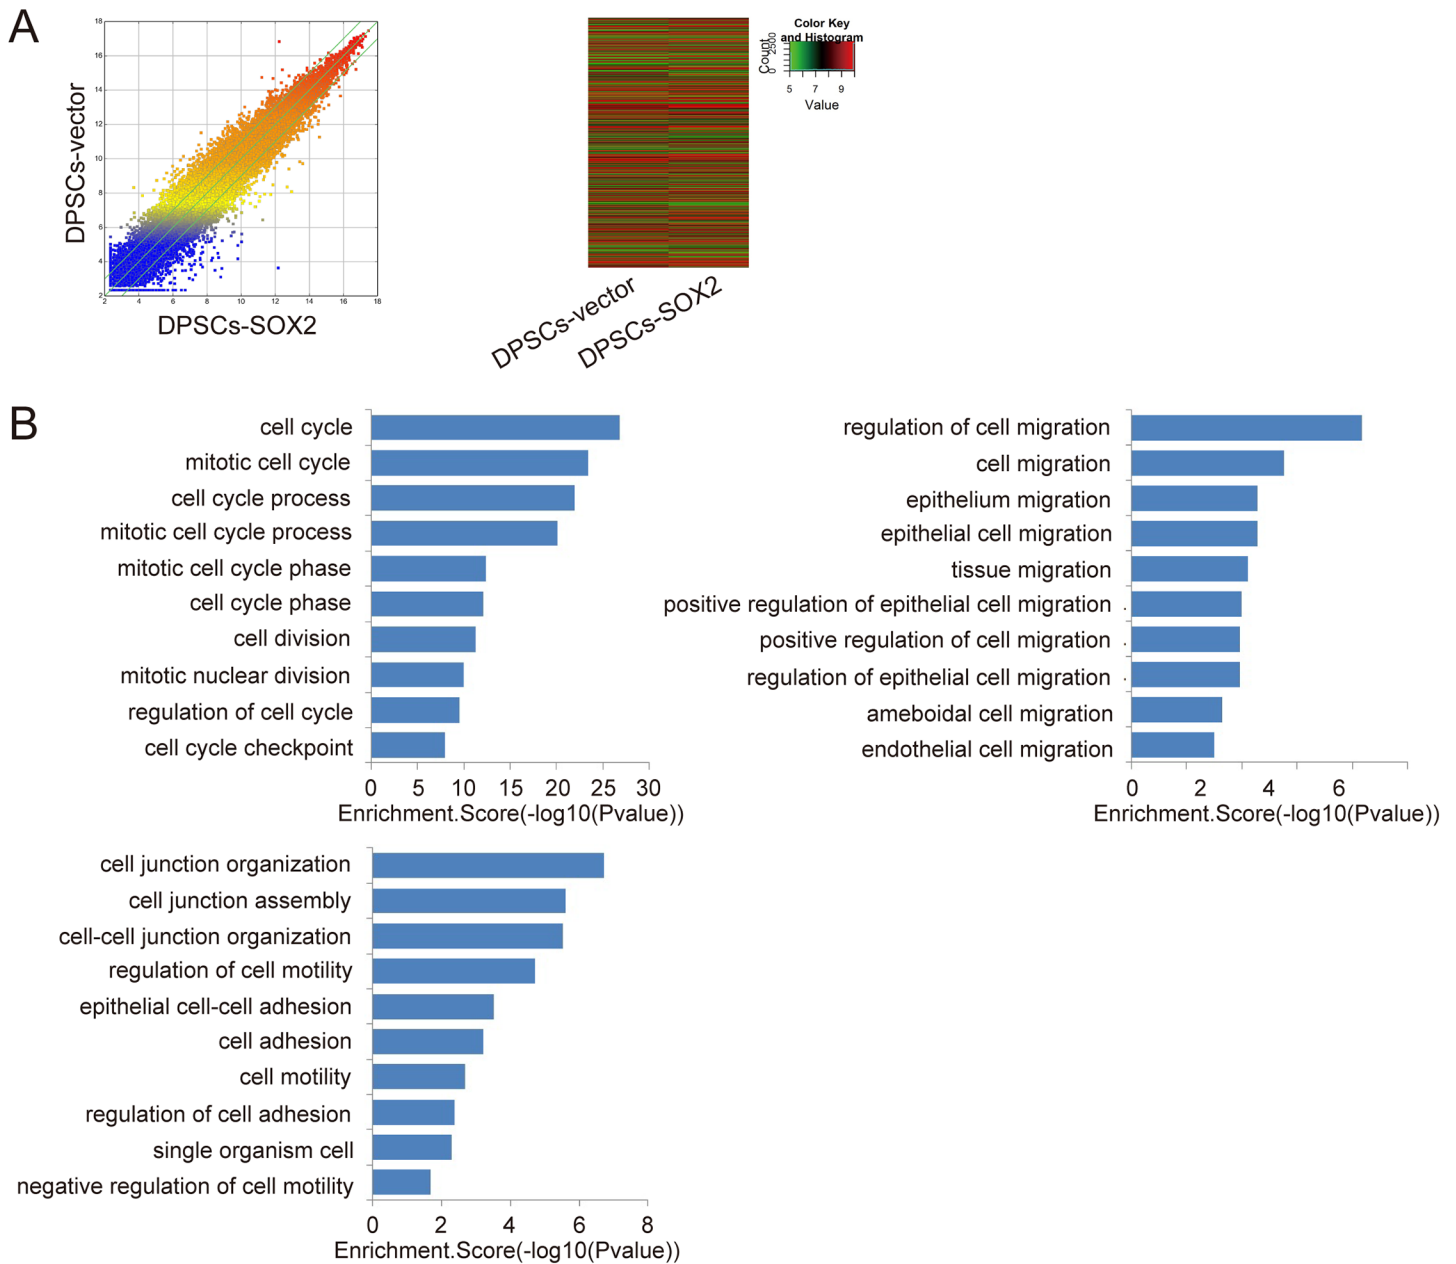 A
18
16
14
12
10
8
6
4
2
2 4 6 8 10 12 14 16 18
DPSCs-vector
DPSCs-SOX2
DPSCs-vector
DPSCs-SOX2
Color Key
and Histogram
Count
0 2500
5 7 9
Value
B
cell cycle
mitotic cell cycle
cell cycle process
mitotic cell cycle process
mitotic cell cycle phase
cell cycle phase
cell division
mitotic nuclear division
regulation of cell cycle
cell cycle checkpoint
0 5 10 15 20 25 30
Enrichment.Score(-log10(Pvalue))
regulation of cell migration
cell migration
epithelium migration
epithelial cell migration
tissue migration
positive regulation of epithelial cell migration
positive regulation of cell migration
regulation of epithelial cell migration
ameboidal cell migration
endothelial cell migration
0 2 4 6
Enrichment.Score(-log10(Pvalue))
cell junction organization
cell junction assembly
cell-cell junction organization
regulation of cell motility
epithelial cell-cell adhesion
cell adhesion
cell motility
regulation of cell adhesion
single organism cell
negative regulation of cell motility
0 2 4 6 8
Enrichment.Score(-log10(Pvalue))